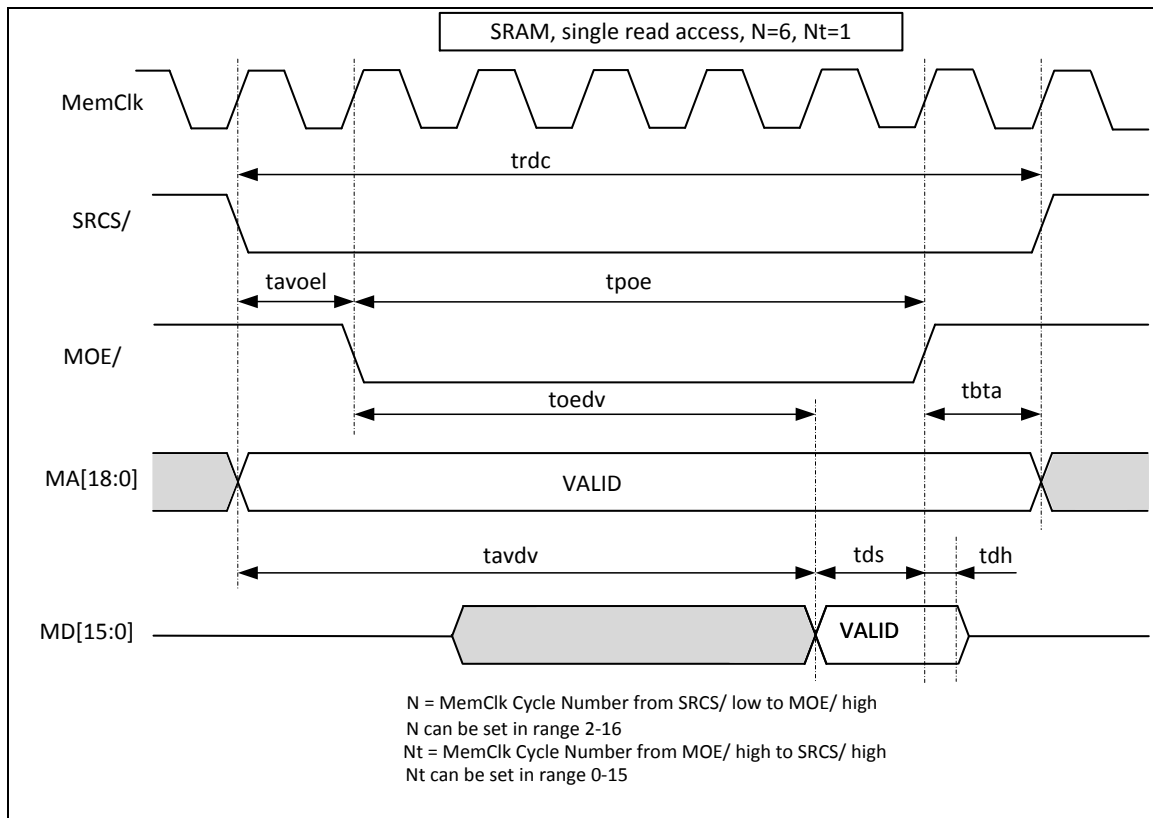 SRAM, single read access, N=6, Nt=1
MemClk
trdc
SRCS/
tavoel
tpoe
MOE/
toedv
tbta
MA[18:0]
VALID
tavdv
tds
tdh
MD[15:0]
VALID
N = MemClk Cycle Number from SRCS/ low to MOE/ high
N can be set in range 2-16
Nt = MemClk Cycle Number from MOE/ high to SRCS/ high
Nt can be set in range 0-15